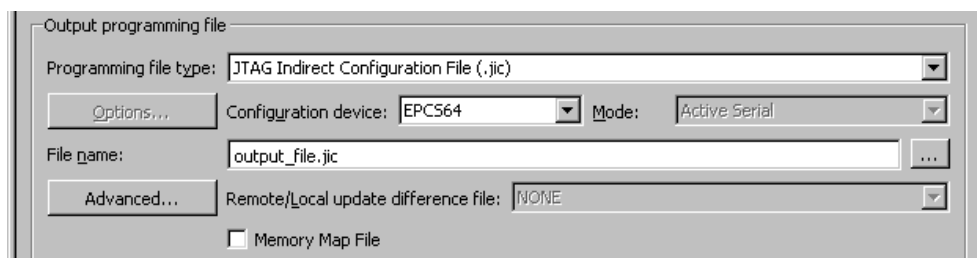 Output programming file
Programming file type: JTAG Indirect Configuration File (.jic)
Options... Configuration device: EPCS64 Mode: Active Serial
File name: output_file.jic ...
Advanced... Remote/Local update difference file: NONE
Memory Map File